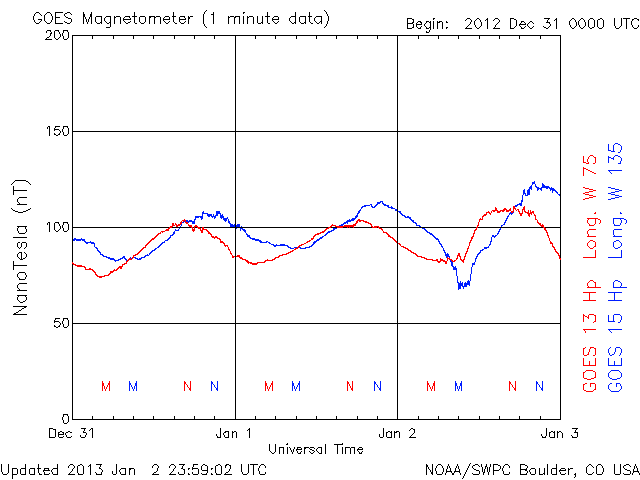 GOES Magnetometer (1 minute data)
Begin: 2012 Dec 31 0000 UTC
200
150
100
50
0
NanoTesla (nT)
M M N N M M N N M M N N
Dec 31 Jan 1 Jan 2 Jan 3
Universal Time
GOES 13 Hp Long. W 75
GOES 15 Hp Long. W 135
Updated 2013 Jan 2 23:59:02 UTC
NOAA/SWPC Boulder, CO USA